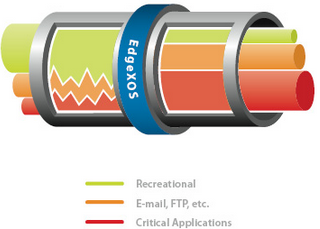 EdgeXOS
Recreational
E-mail, FTP, etc.
Critical Applications